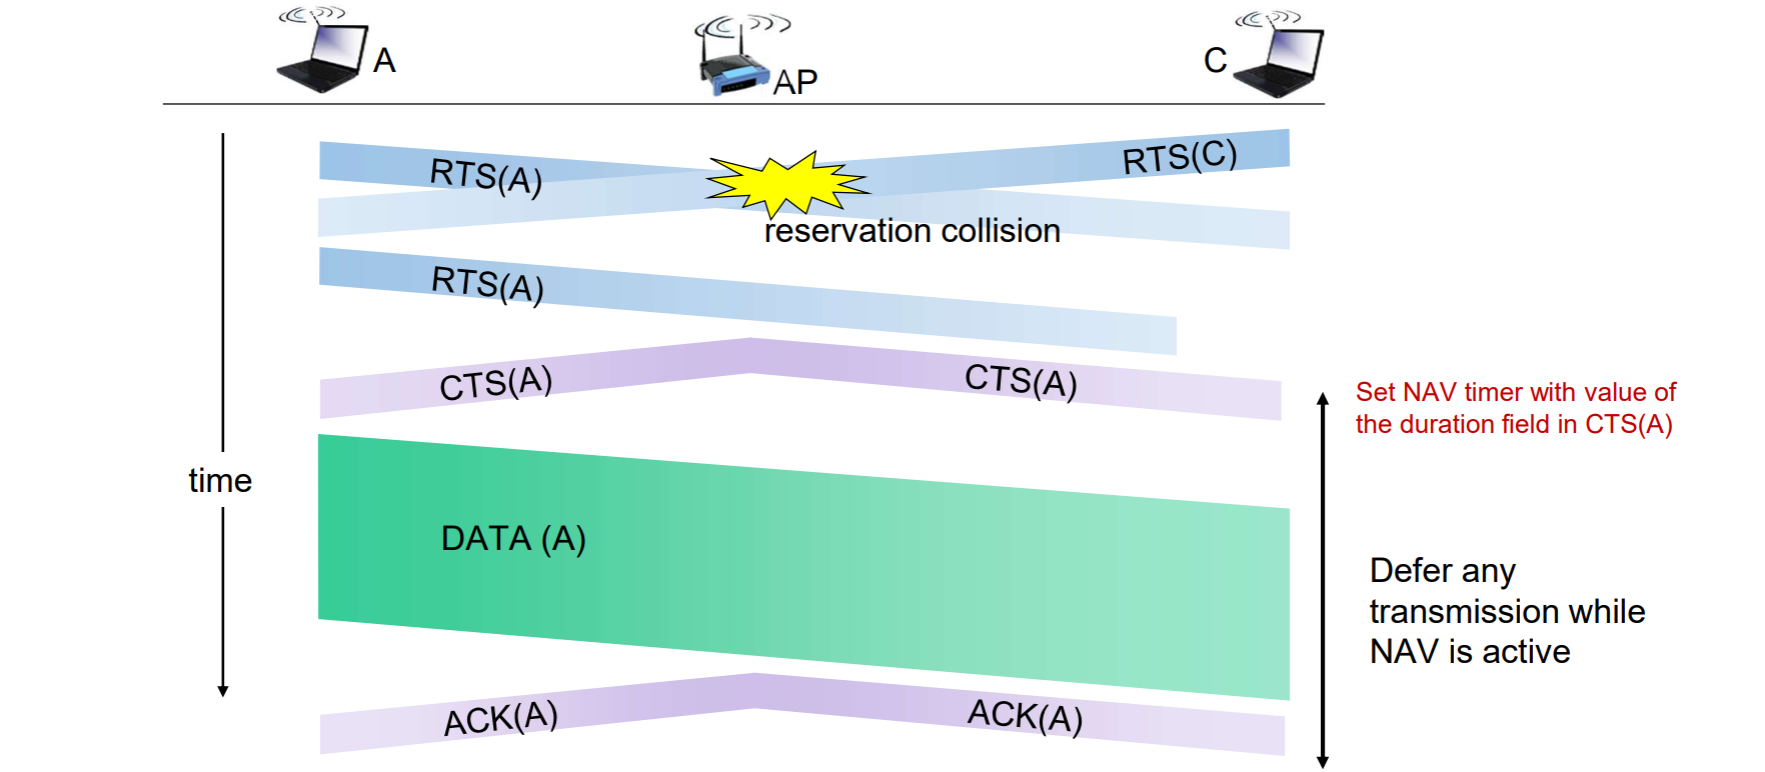 A
AP
C
RTS(A)
RTS(C)
reservation collision
RTS(A)
CTS(A)
CTS(A)
Set NAV timer with value of
the duration field in CTS(A)
time
DATA (A)
Defer any
transmission while
NAV is active
ACK(A)
ACK(A)